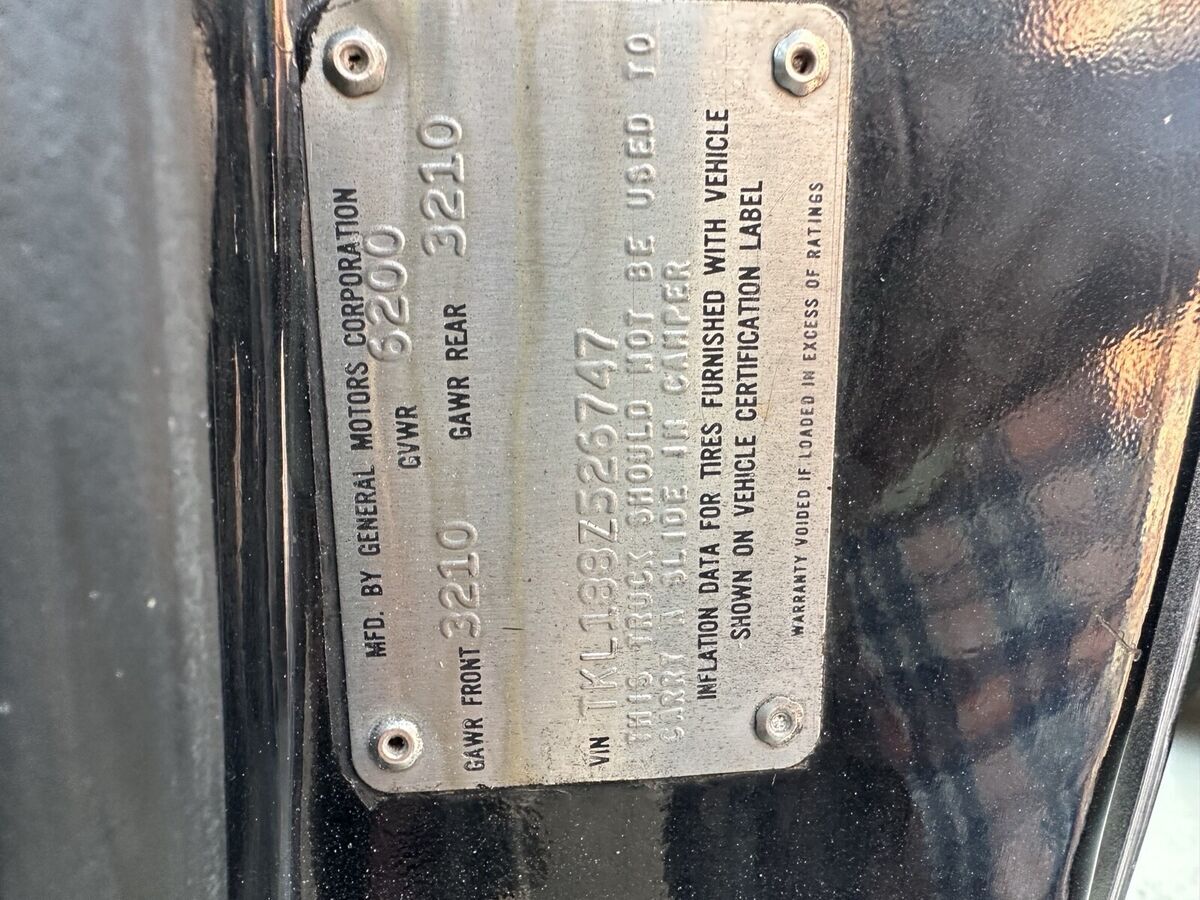 MFD. BY GENERAL MOTORS CORPORATION
GVWR 6200
GAWR FRONT 3210 GAWR REAR 3210
VIN TKL188Z526747
THIS TRUCK SHOULD NOT BE USED TO
CARRY A SLIDE IN CAMPER
INFLATION DATA FOR TIRES FURNISHED WITH VEHICLE
SHOWN ON VEHICLE CERTIFICATION LABEL
WARRANTY VOIDED IF LOADED IN EXCESS OF RATINGS